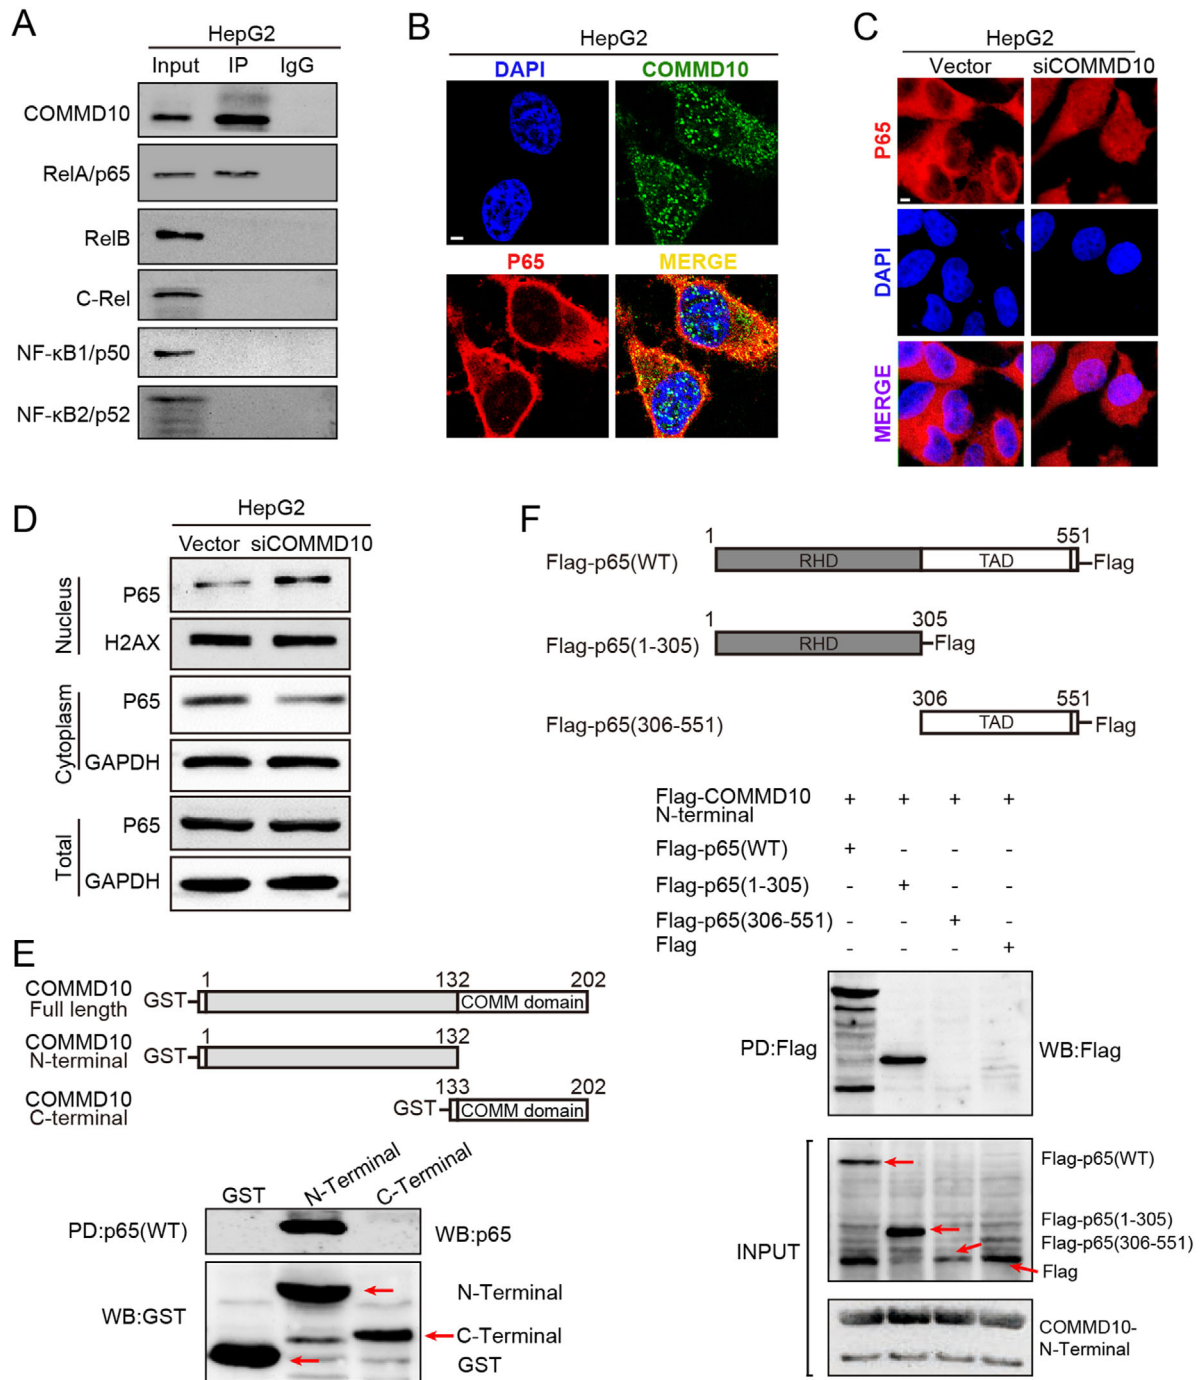 A
HepG2
Input IP IgG
COMMD10
RelA/p65
RelB
C-Rel
NF-κB1/p50
NF-κB2/p52
B
HepG2
DAPI COMMD10
P65 MERGE
C
HepG2
Vector siCOMMD10
P65
DAPI
MERGE
D
HepG2
Vector siCOMMD10
Nucleus
P65
H2AX
Cytoplasm
P65
GAPDH
Total
P65
GAPDH
E
1 132 202
COMMD10
Full length
GST
COMM domain
1 132
COMMD10
N-terminal
GST
133 202
COMMD10
C-terminal
GST
COMM domain
GST N-Terminal C-Terminal
PD:p65(WT) WB:p65
WB:GST
N-Terminal
C-Terminal
GST
F
1 551
Flag-p65(WT) RHD TAD Flag
1 305
Flag-p65(1-305) RHD Flag
306 551
Flag-p65(306-551) TAD Flag
Flag-COMMD10 + + + +
N-terminal
Flag-p65(WT) + - - -
Flag-p65(1-305) - + - -
Flag-p65(306-551) - - + -
Flag - - - +
PD:Flag WB:Flag
INPUT
Flag-p65(WT)
Flag-p65(1-305)
Flag-p65(306-551)
Flag
COMMD10-
N-Terminal